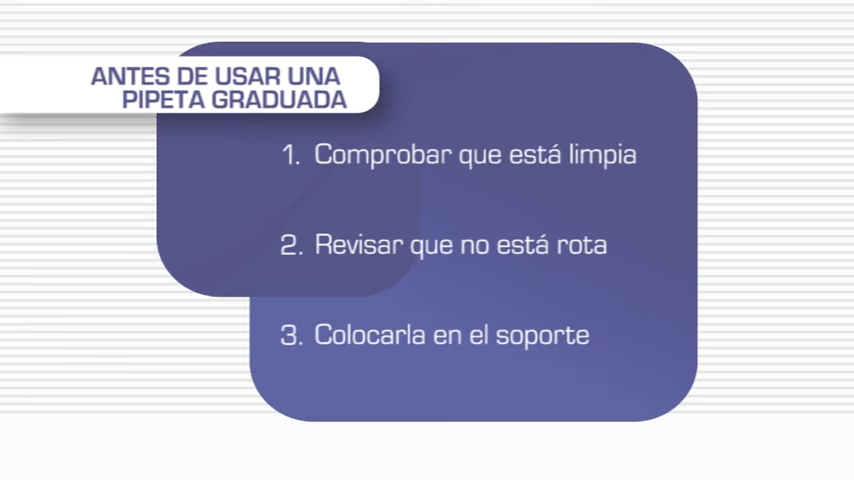 ANTES DE USAR UNA
PIPETA GRADUADA
1. Comprobar que está limpia
2. Revisar que no está rota
3. Colocarla en el soporte